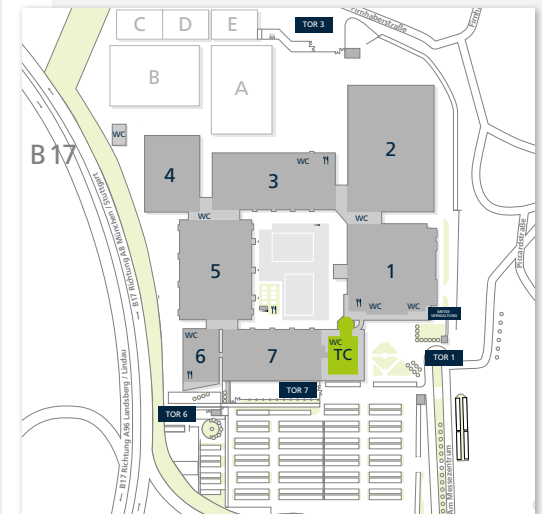 C
D
E
TOR 3
Firnhaberstraße
B
A
WC
B 17
4
3
WC
2
WC
WC
B17 Richtung A8 München / Stuttgart
5
1
Piccardstraße
WC
WC
MESSE-
VERWALTUNG
WC
6
7
WC
TC
TOR 1
TOR 7
TOR 6
B17 Richtung A96 Landsberg / Lindau
Am Messezentrum